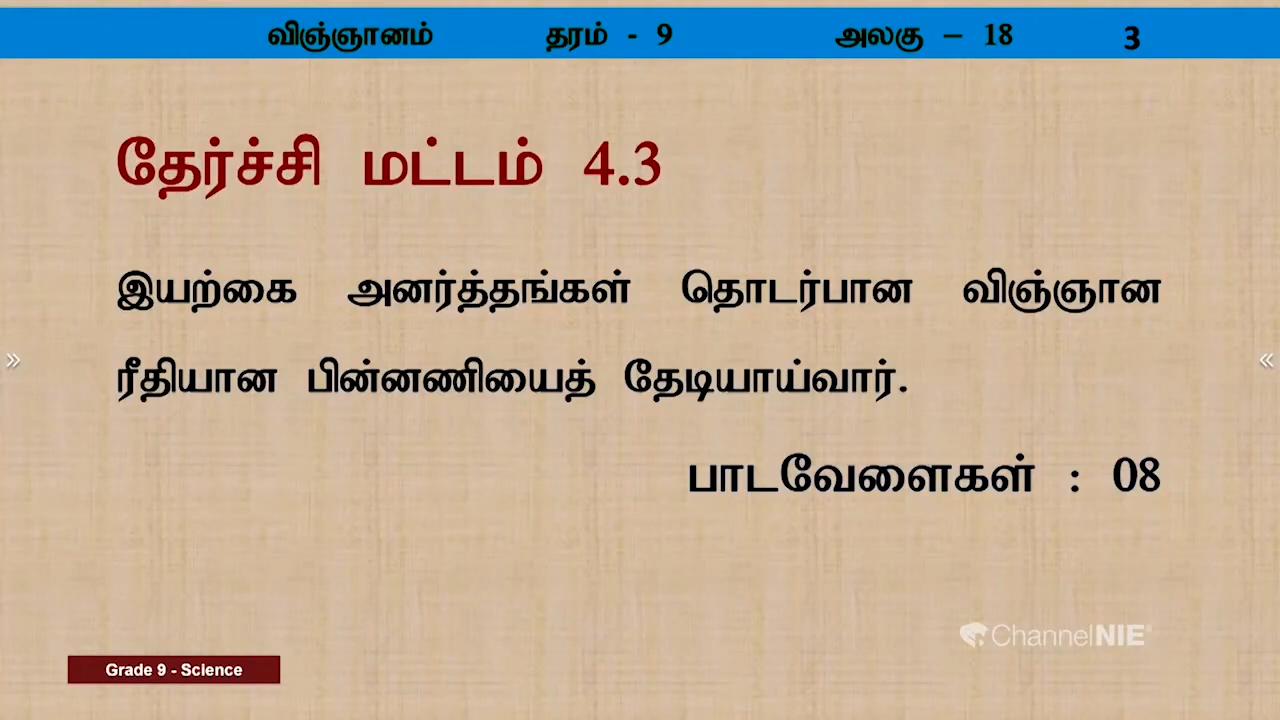 விஞ்ஞானம் தரம் - 9 அலகு – 18 3
தேர்ச்சி மட்டம் 4.3
இயற்கை அனர்த்தங்கள் தொடர்பான விஞ்ஞான
ரீதியான பின்னணியைத் தேடியாய்வார்.
பாடவேளைகள் : 08
ChannelNIE
Grade 9 - Science